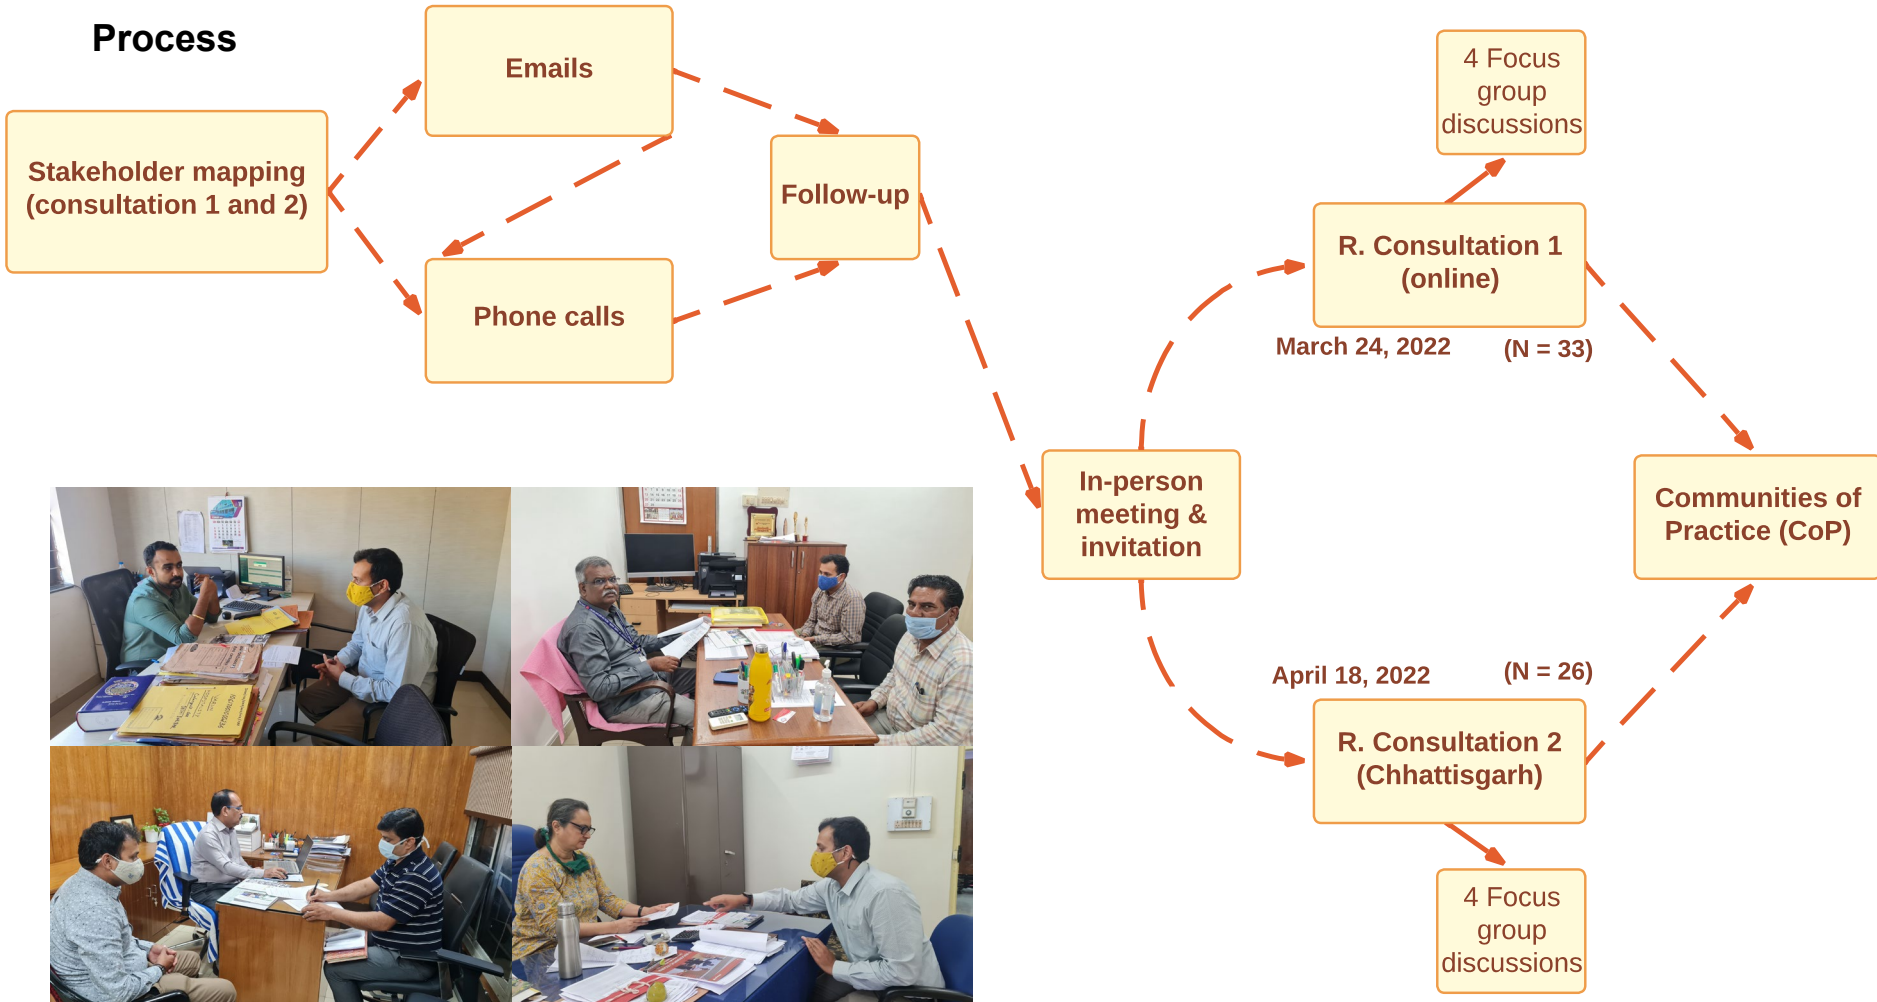 Process
Stakeholder mapping
(consultation 1 and 2)
Emails
Phone calls
Follow-up
In-person
meeting &
invitation
4 Focus
group
discussions
R. Consultation 1
(online)
March 24, 2022
(N = 33)
April 18, 2022
(N = 26)
R. Consultation 2
(Chhattisgarh)
4 Focus
group
discussions
Communities of
Practice (CoP)